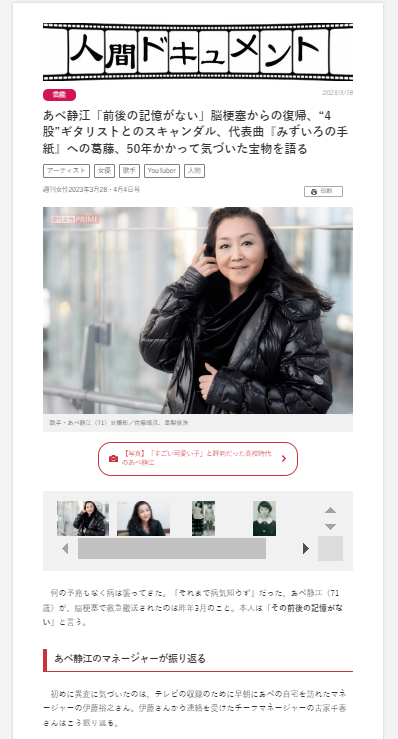 人間ドキュメント
芸能
2023/3/18
あべ静江「前後の記憶がない」脳梗塞からの復帰、“4
股”ギタリストとのスキャンダル、代表曲『みずいろの手
紙』への葛藤、50年かかって気づいた宝物を語る
アーティスト 女優 歌手 YouTuber 人物
週刊女性2023年3月28・4月4日号
印刷
週刊女性PRIME
歌手・あべ静江（71）※撮影／佐藤靖彦、高梨俊浩
【写真】「すごい可愛い子」と評判だった高校時代
のあべ静江
何の予兆もなく病は襲ってきた。「それまで病気知らず」だった、あべ静江（71
歳）が、脳梗塞で救急搬送されたのは昨年3月のこと。本人は「その前後の記憶がな
い」と言う。
あべ静江のマネージャーが振り返る
初めに異変に気づいたのは、テレビの収録のために早朝にあべの自宅を訪れたマネ
ージャーの伊藤裕之さん。伊藤さんから連絡を受けたチーフマネージャーの古家千春
さんはこう振り返る。